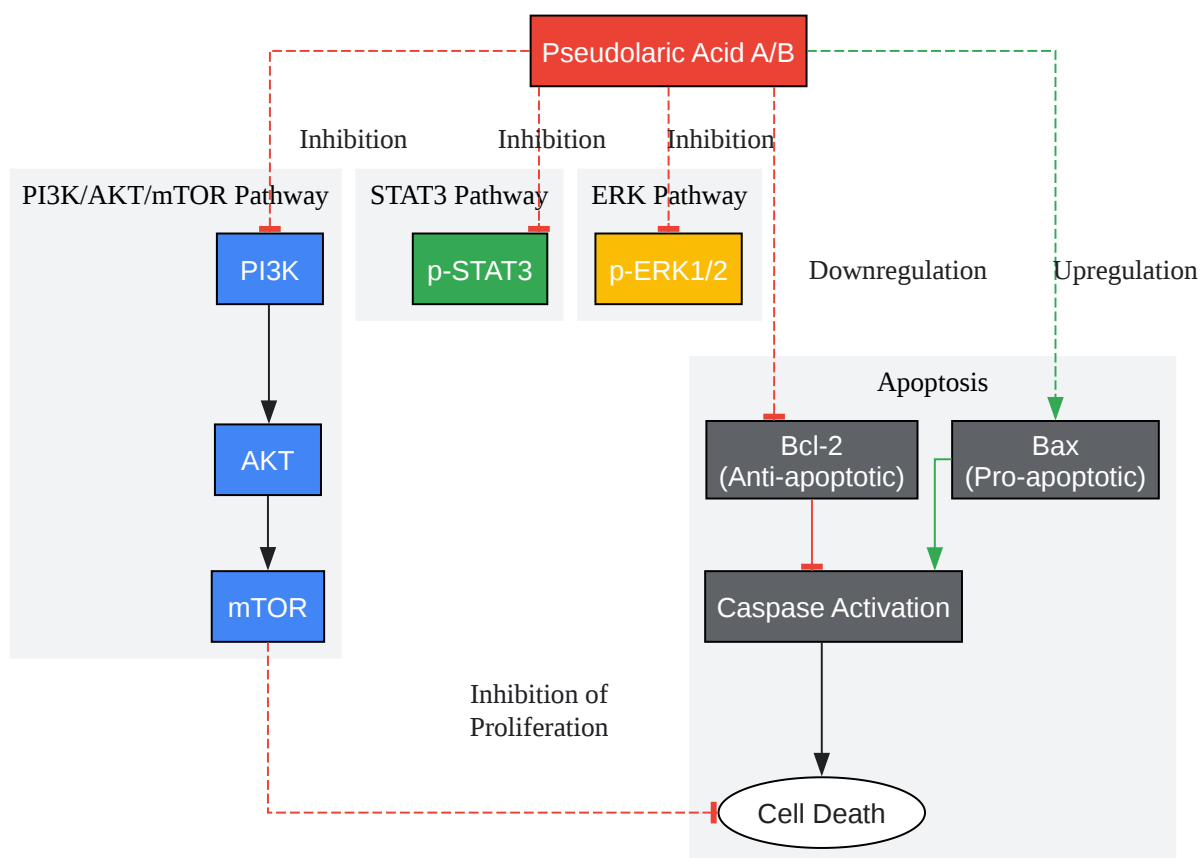 Pseudolaric Acid A/B
Inhibition
Inhibition
Inhibition
PI3K/AKT/mTOR Pathway
STAT3 Pathway
ERK Pathway
PI3K
p-STAT3
p-ERK1/2
Downregulation
Upregulation
Apoptosis
AKT
Bcl-2
(Anti-apoptotic)
Bax
(Pro-apoptotic)
mTOR
Caspase Activation
Inhibition of
Proliferation
Cell Death